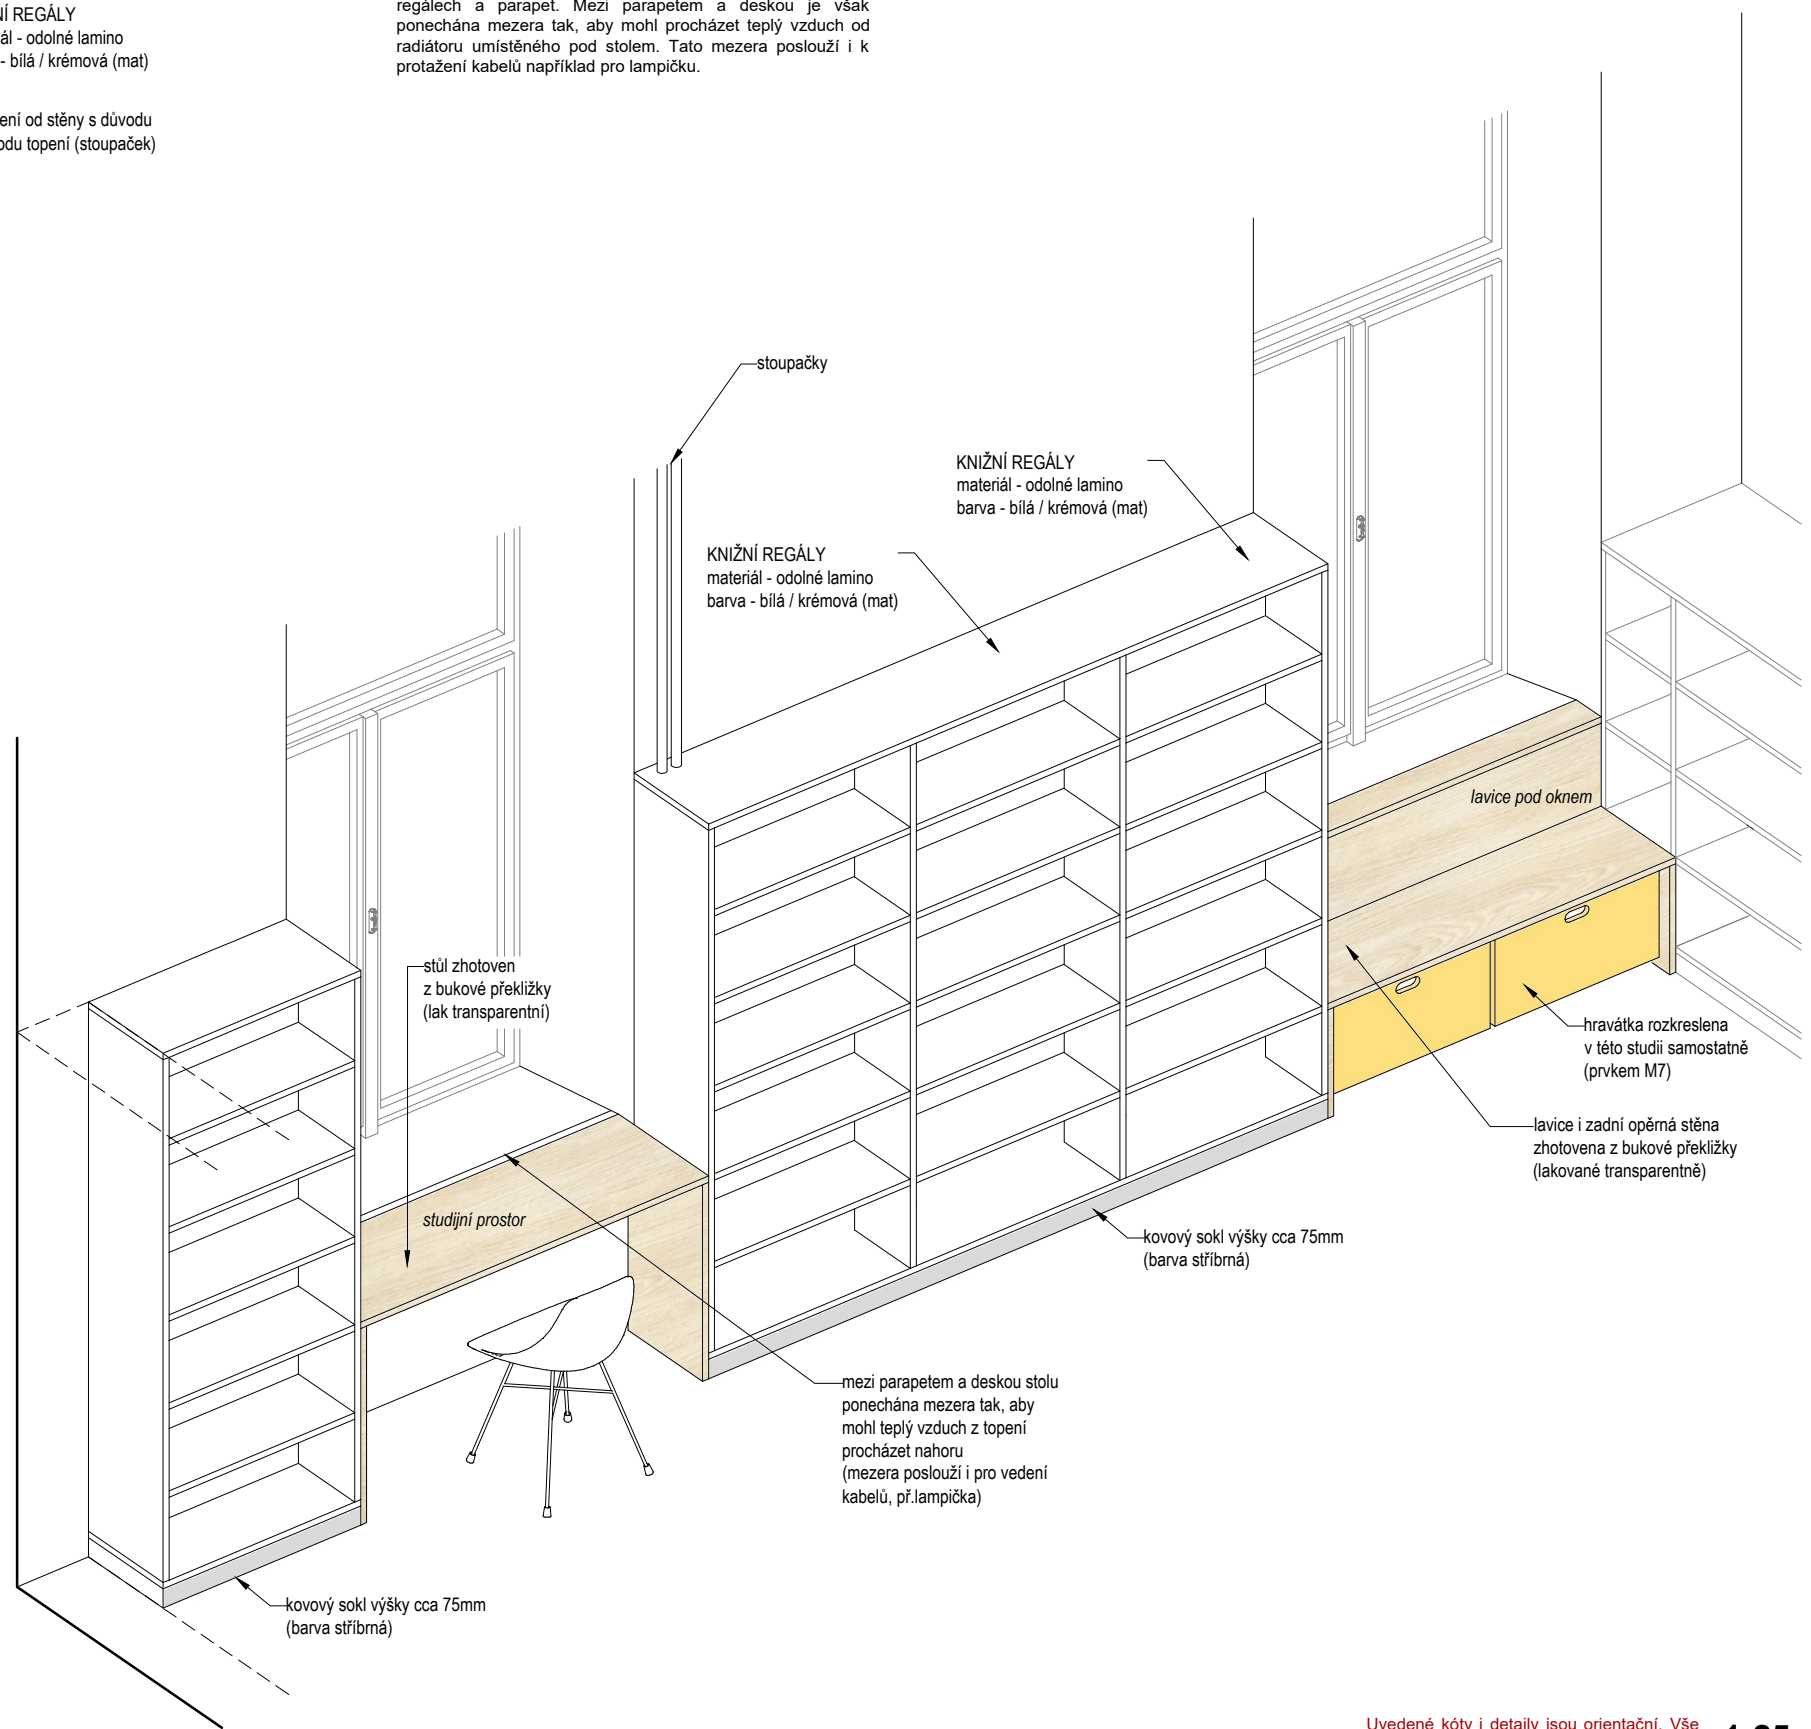 NÍ REGÁLY
ál - odolné lamino
- bílá / krémová (mat)
ení od stěny s důvodu
odu topení (stoupaček)
regálech a parapet. Mezi parapetem a deskou je však
ponechána mezera tak, aby mohl procházet teplý vzduch od
radiátoru umístěného pod stolem. Tato mezera poslouží i k
protažení kabelů například pro lampičku.
stoupačky
KNIŽNÍ REGÁLY
materiál - odolné lamino
barva - bílá / krémová (mat)
KNIŽNÍ REGÁLY
materiál - odolné lamino
barva - bílá / krémová (mat)
lavice pod oknem
stůl zhotoven
z bukové překližky
(lak transparentní)
hravátka rozkreslena
v této studii samostatně
(prvkem M7)
lavice i zadní opěrná stěna
zhotovena z bukové překližky
(lakované transparentně)
studijní prostor
kovový sokl výšky cca 75mm
(barva stříbrná)
mezi parapetem a deskou stolu
ponechána mezera tak, aby
mohl teplý vzduch z topení
procházet nahoru
(mezera poslouží i pro vedení
kabelů, př.lampička)
kovový sokl výšky cca 75mm
(barva stříbrná)
Uvedené kóty i detaily jsou orientační. Vše